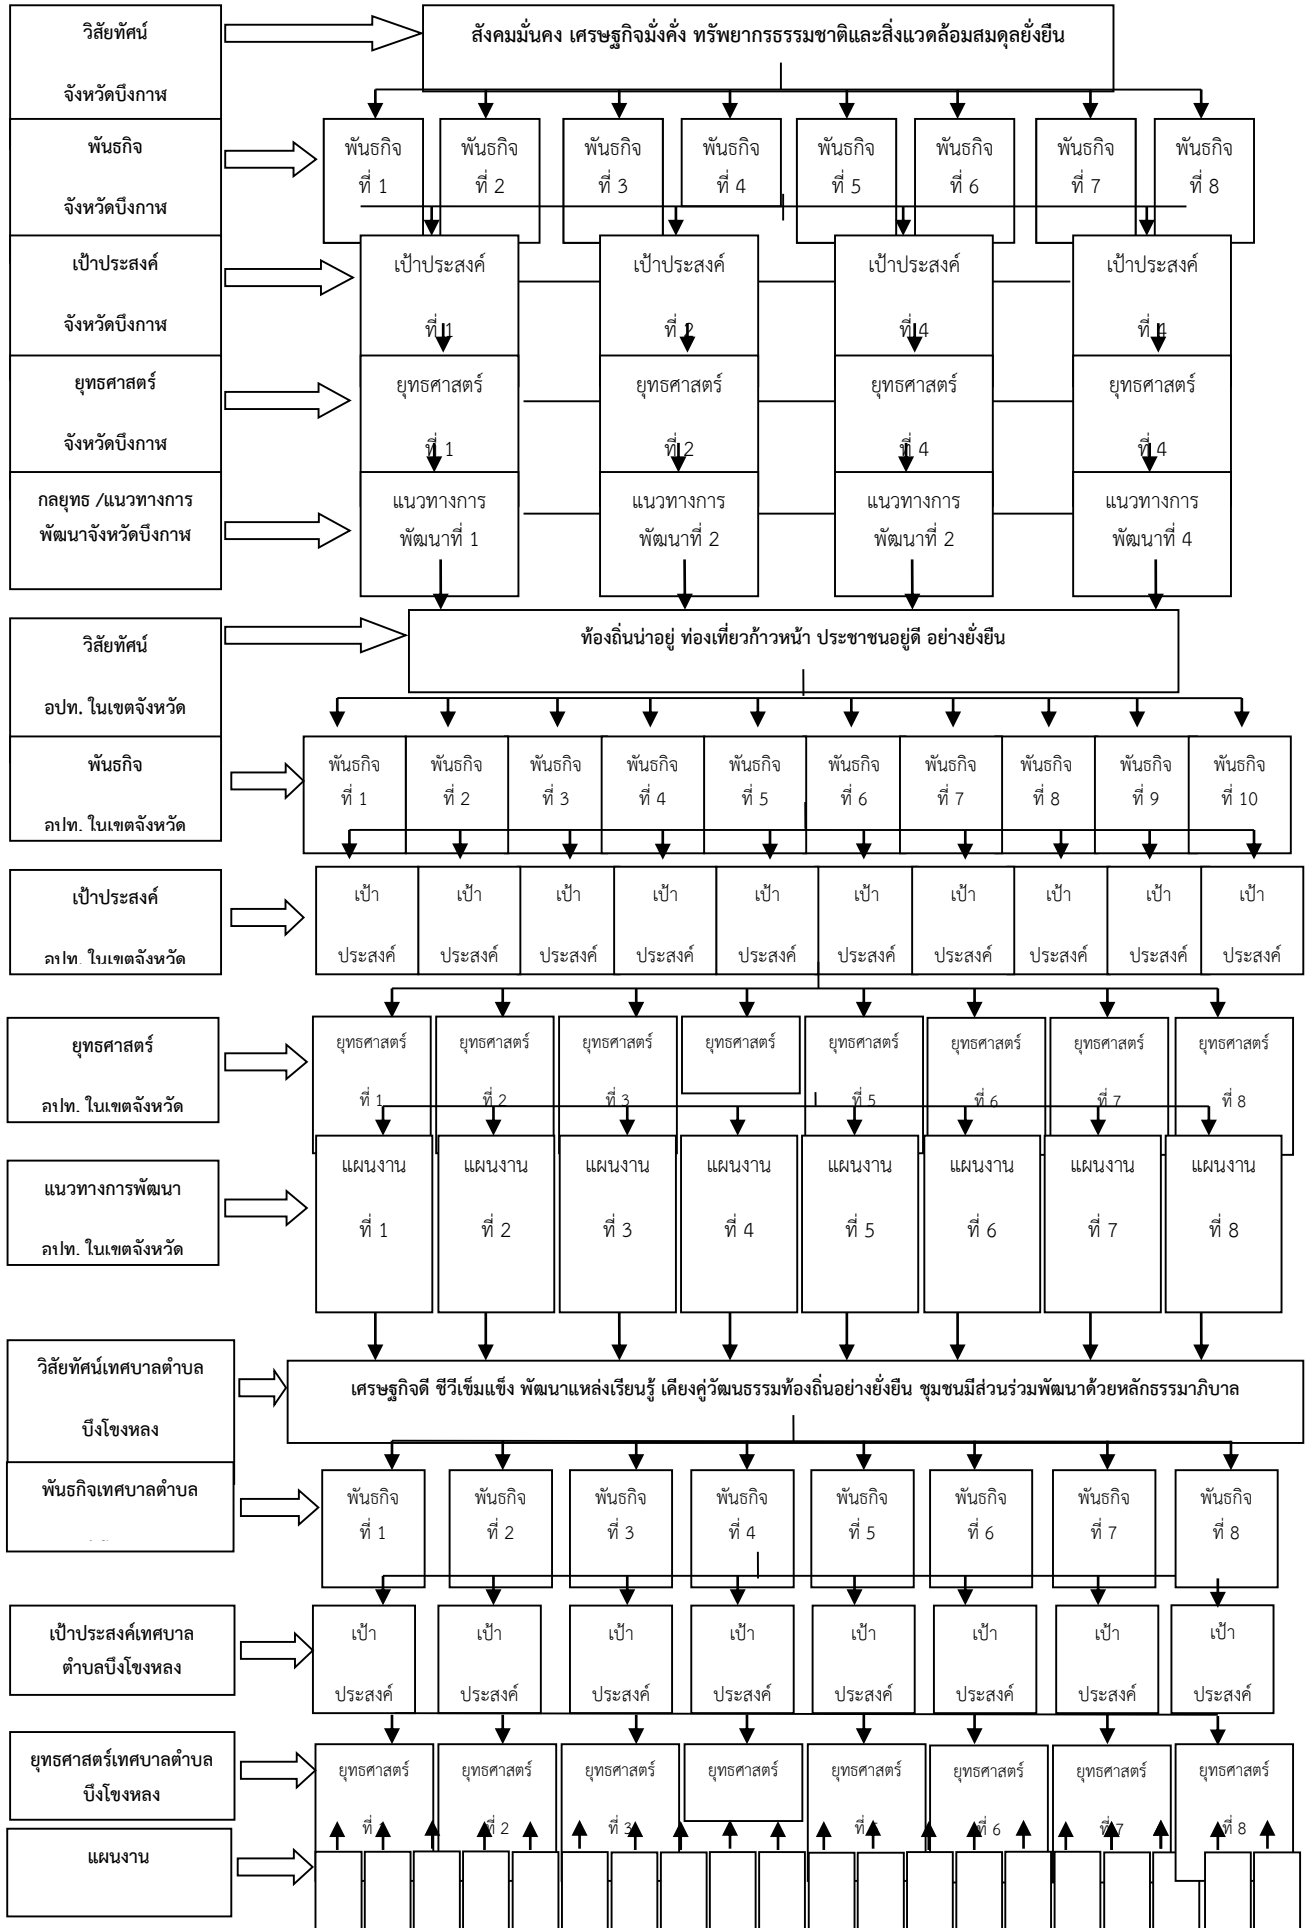 วิสัยทัศน์
จังหวัดบึงกาฬ
สังคมมั่นคง เศรษฐกิจมั่งคั่ง ทรัพยากรธรรมชาติและสิ่งแวดล้อมสมดุลยั่งยืน
พันธกิจ
จังหวัดบึงกาฬ
พันธกิจ พันธกิจ พันธกิจ พันธกิจ พันธกิจ พันธกิจ พันธกิจ พันธกิจ
ที่ 1 ที่ 2 ที่ 3 ที่ 4 ที่ 5 ที่ 6 ที่ 7 ที่ 8
เป้าประสงค์
จังหวัดบึงกาฬ
เป้าประสงค์ เป้าประสงค์ เป้าประสงค์ เป้าประสงค์
ที่ 1 ที่ 2 ที่ 4 ที่ 4
ยุทธศาสตร์
จังหวัดบึงกาฬ
ยุทธศาสตร์ ยุทธศาสตร์ ยุทธศาสตร์ ยุทธศาสตร์
ที่ 1 ที่ 2 ที่ 4 ที่ 4
กลยุทธ /แนวทางการ
พัฒนาจังหวัดบึงกาฬ
แนวทางการ แนวทางการ แนวทางการ แนวทางการ
พัฒนาที่ 1 พัฒนาที่ 2 พัฒนาที่ 2 พัฒนาที่ 4
วิสัยทัศน์
อปท. ในเขตจังหวัด
ท้องถิ่นน่าอยู่ ท่องเที่ยวก้าวหน้า ประชาชนอยู่ดี อย่างยั่งยืน
พันธกิจ
อปท. ในเขตจังหวัด
พันธกิจ พันธกิจ พันธกิจ พันธกิจ พันธกิจ พันธกิจ พันธกิจ พันธกิจ พันธกิจ พันธกิจ
ที่ 1 ที่ 2 ที่ 3 ที่ 4 ที่ 5 ที่ 6 ที่ 7 ที่ 8 ที่ 9 ที่ 10
เป้าประสงค์
อปท. ในเขตจังหวัด
เป้า เป้า เป้า เป้า เป้า เป้า เป้า เป้า เป้า เป้า
ประสงค์ ประสงค์ ประสงค์ ประสงค์ ประสงค์ ประสงค์ ประสงค์ ประสงค์ ประสงค์ ประสงค์
ยุทธศาสตร์
อปท. ในเขตจังหวัด
ยุทธศาสตร์ ยุทธศาสตร์ ยุทธศาสตร์ ยุทธศาสตร์ ยุทธศาสตร์ ยุทธศาสตร์ ยุทธศาสตร์ ยุทธศาสตร์
ที่ 1 ที่ 2 ที่ 3 ที่ 5 ที่ 6 ที่ 7 ที่ 8
แนวทางการพัฒนา
อปท. ในเขตจังหวัด
แผนงาน แผนงาน แผนงาน แผนงาน แผนงาน แผนงาน แผนงาน แผนงาน
ที่ 1 ที่ 2 ที่ 3 ที่ 4 ที่ 5 ที่ 6 ที่ 7 ที่ 8
วิสัยทัศน์เทศบาลตำบล
บึงโขงหลง
เศรษฐกิจดี ชีวีเข็มแข็ง พัฒนาแหล่งเรียนรู้ เคียงคู่วัฒนธรรมท้องถิ่นอย่างยั่งยืน ชุมชนมีส่วนร่วมพัฒนาด้วยหลักธรรมาภิบาล
พันธกิจเทศบาลตำบล
พันธกิจ พันธกิจ พันธกิจ พันธกิจ พันธกิจ พันธกิจ พันธกิจ พันธกิจ
ที่ 1 ที่ 2 ที่ 3 ที่ 4 ที่ 5 ที่ 6 ที่ 7 ที่ 8
เป้าประสงค์เทศบาล
ตำบลบึงโขงหลง
เป้า เป้า เป้า เป้า เป้า เป้า เป้า เป้า
ประสงค์ ประสงค์ ประสงค์ ประสงค์ ประสงค์ ประสงค์ ประสงค์ ประสงค์
ยุทธศาสตร์เทศบาลตำบล
บึงโขงหลง
ยุทธศาสตร์ ยุทธศาสตร์ ยุทธศาสตร์ ยุทธศาสตร์ ยุทธศาสตร์ ยุทธศาสตร์ ยุทธศาสตร์ ยุทธศาสตร์
ที่ ที่ 2 ที่ 3 ที่ ที่ 6 ที่ 7 ที่ 8
แผนงาน